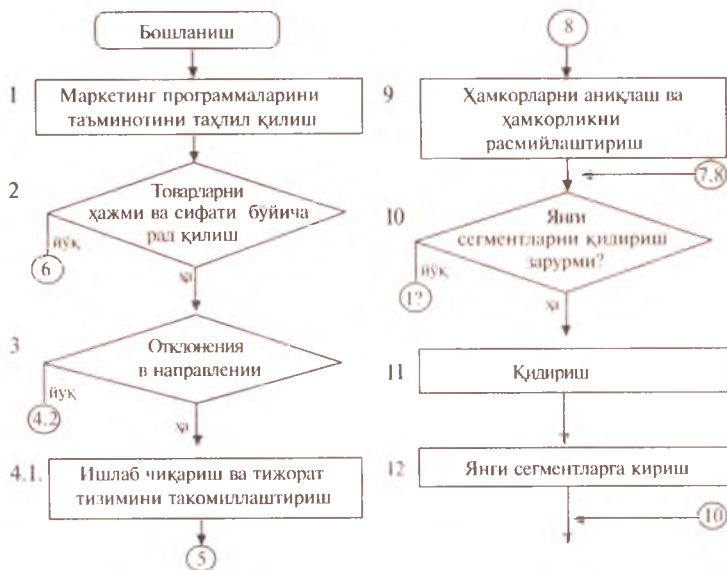 Бошланиш
1
Маркетинг программаларини
таъминотини таҳлил қилиш
2
Товарларни
ҳажми ва сифати бўйича
рад қилиш
йўқ
6
ҳа
3
Отклонения
в направлении
йўқ
4.2
ҳа
4.1.
Ишлаб чиқариш ва тижорат
тизимини такомиллаштириш
5
8
9
Ҳамкорларни аниқлаш ва
ҳамкорликни
расмийлаштириш
7.8
10
Янги
сегментларни қидириш
зарурми?
йўқ
1?
ҳа
11
Қидириш
12
Янги сегментларга кириш
10